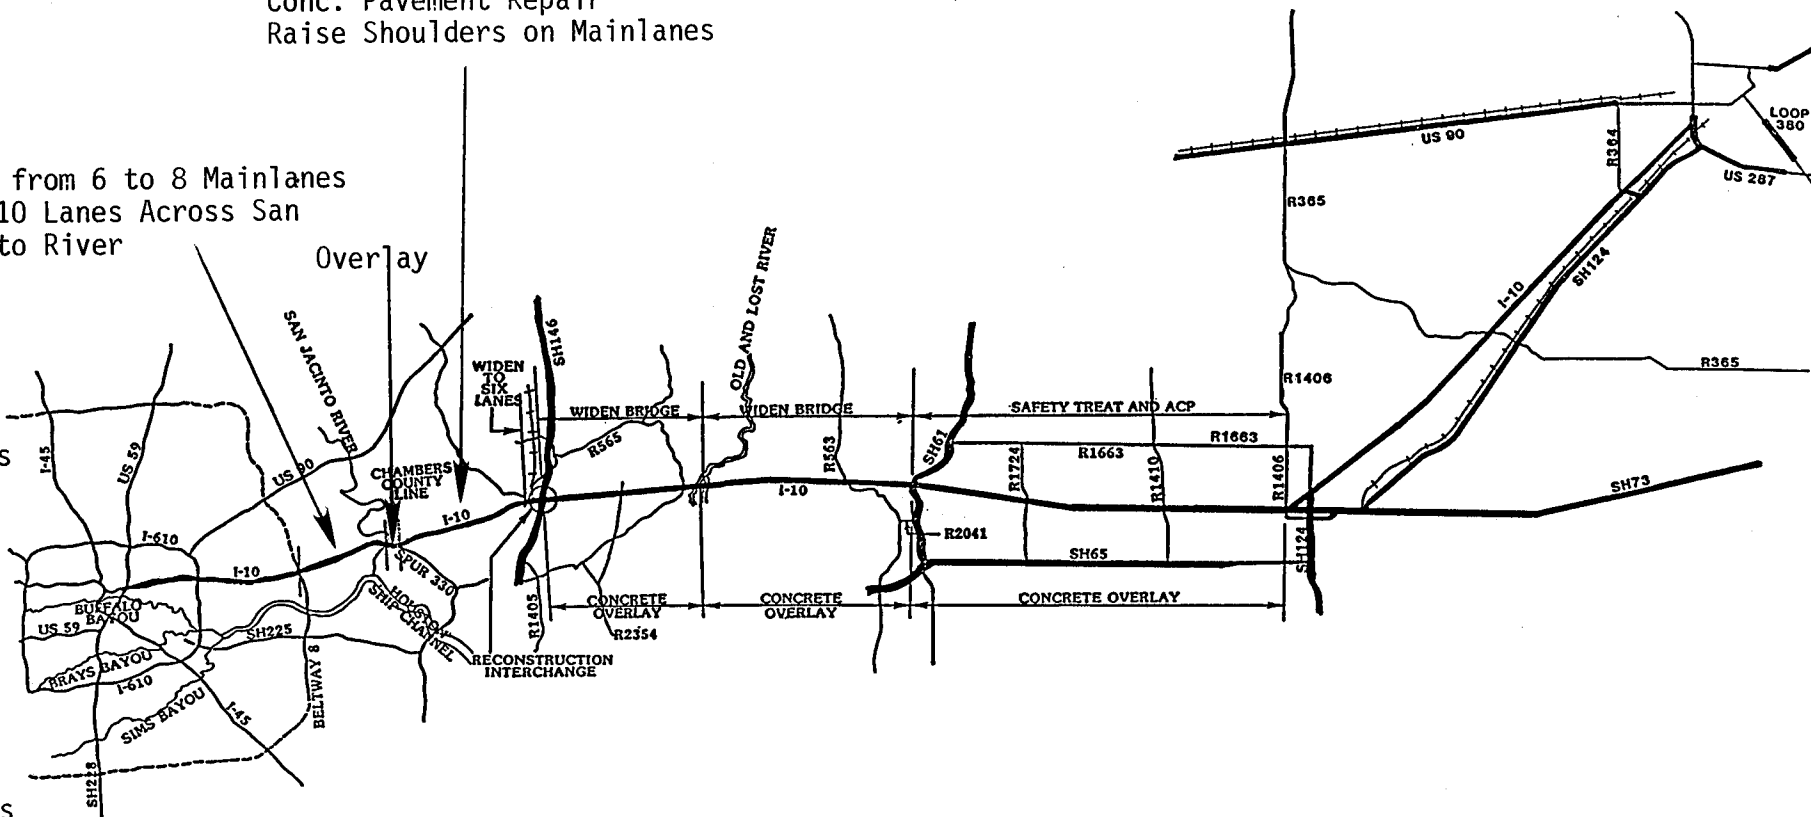 Conc. Pavement Repair
Raise Shoulders on Mainlanes
from 6 to 8 Mainlanes
10 Lanes Across San
to River
Overlay
SAN JACINTO RIVER
CHAMBERS
COUNTY
LINE
WIDEN
TO
SIX
LANES
SH146
WIDEN BRIDGE
OLD AND LOST RIVER
WIDEN BRIDGE
SAFETY TREAT AND ACP
US 90
R364
LOOP
380
US 287
R365
I-10
SH124
R365
R1406
I-45
US 59
US 90
R565
R563
SH61
R1663
R1663
R1724
R1410
R1406
SH73
I-10
I-10
I-610
I-10
SPUR 330
HOUSTON
SHIP CHANNEL
R2041
SH65
SH124
BUFFALO
BAYOU
US 59
SH225
BRAYS BAYOU
I-610
SIMS BAYOU
I-45
BELTWAY 8
SH228
R1405
CONCRETE
OVERLAY
R2354
CONCRETE
OVERLAY
CONCRETE OVERLAY
RECONSTRUCTION
INTERCHANGE
s
s